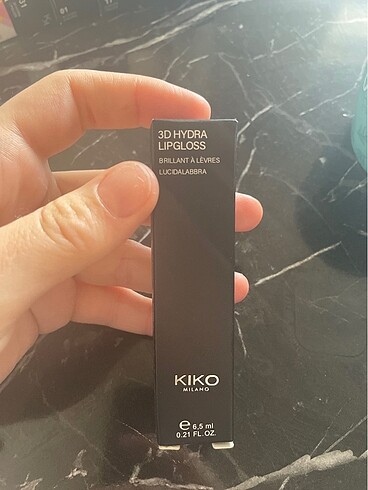 3D HYDRA
LIPGLOSS
BRILLANT À LÈVRES
LUCIDALABBRA
KIKO
MILANO
e 6,5 ml
0.21 FL.OZ.